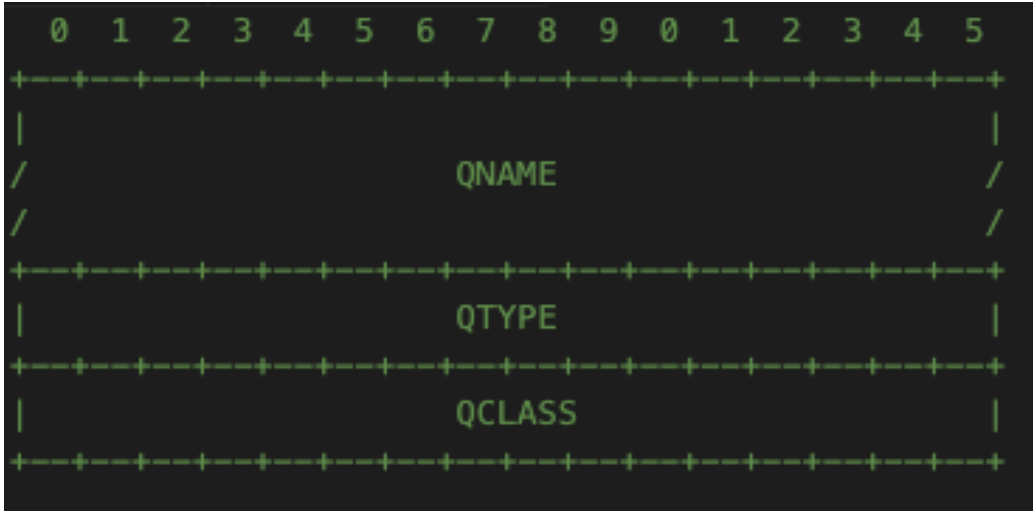 0  1  2  3  4  5  6  7  8  9  0  1  2  3  4  5
+--+--+--+--+--+--+--+--+--+--+--+--+--+--+--+--+
|                                               |
/                     QNAME                     /
/                                               /
+--+--+--+--+--+--+--+--+--+--+--+--+--+--+--+--+
|                     QTYPE                     |
+--+--+--+--+--+--+--+--+--+--+--+--+--+--+--+--+
|                     QCLASS                    |
+--+--+--+--+--+--+--+--+--+--+--+--+--+--+--+--+